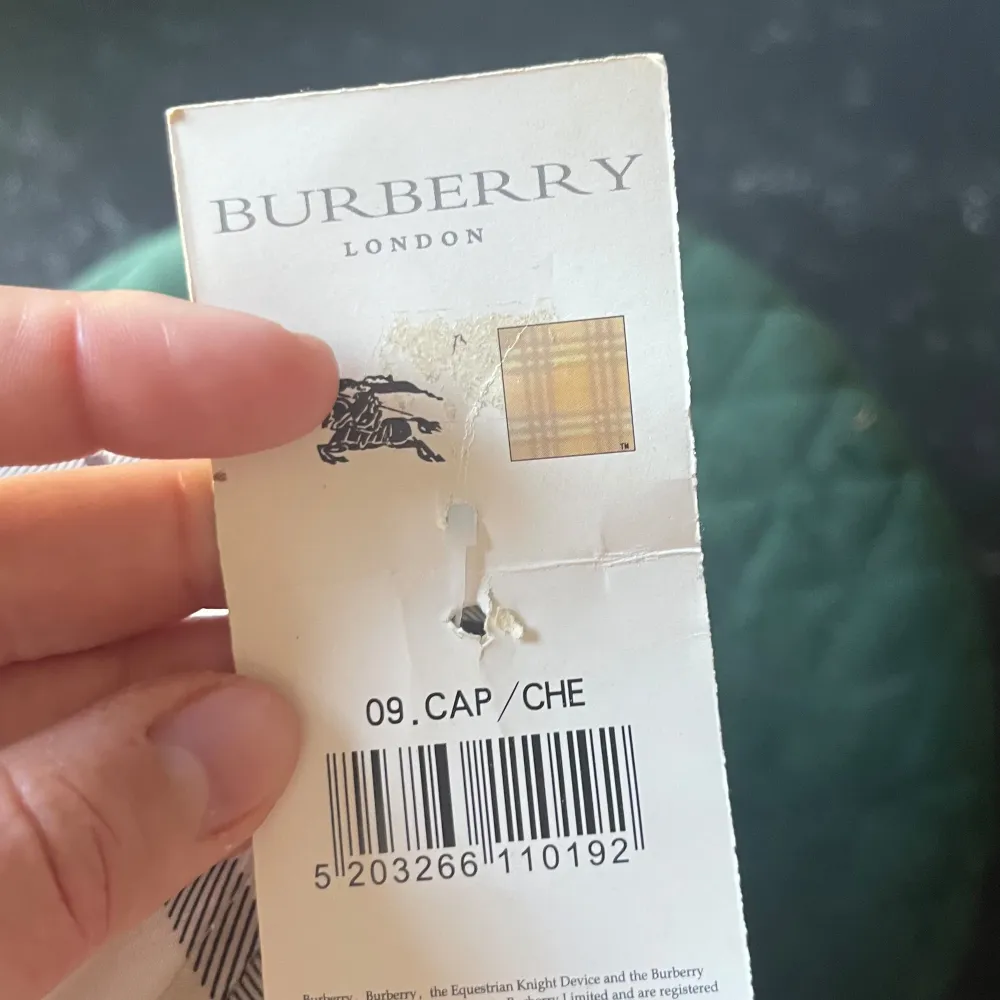 BURBERRY
LONDON
TM
09.CAP/CHE
5 203266 110192
Burberry, Burberry, the Equestrian Knight Device and the Burberry
Burberry Limited and are registered